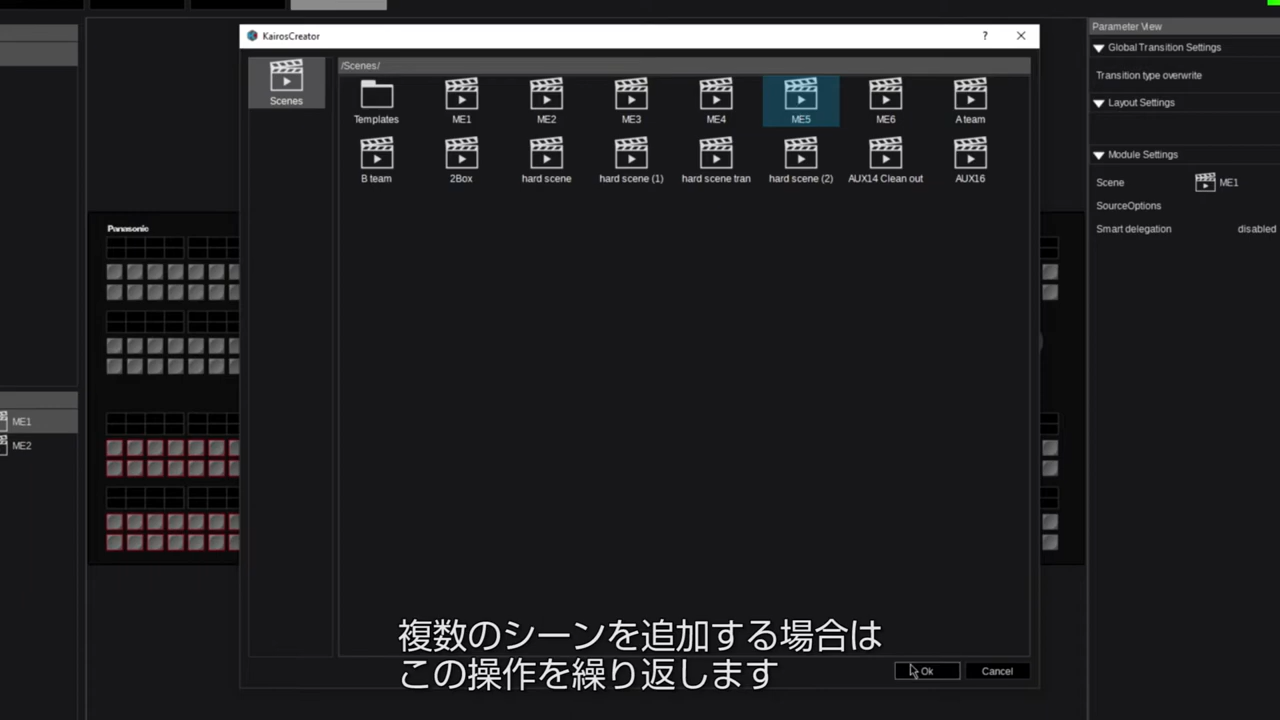 KairosCreator
?
Parameter View
Global Transition Settings
Transition type overwrite
Layout Settings
Module Settings
Scene ME1
SourceOptions
Smart delegation disabled
Scenes
/Scenes/
Templates ME1 ME2 ME3 ME4 ME5 ME6 A team
B team 2Box hard scene hard scene (1) hard scene tran hard scene (2) AUX14 Clean out AUX16
Panasonic
ME1
ME2
複数のシーンを追加する場合は
この操作を繰り返します
Ok Cancel